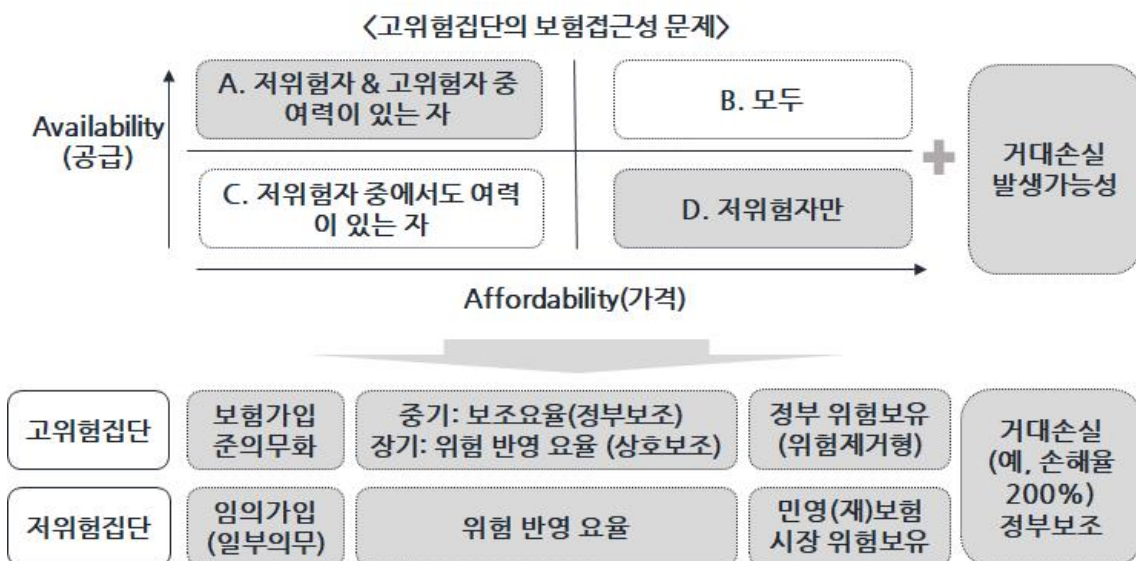 〈고위험집단의 보험접근성 문제〉
Availability
(공급)
A. 저위험자 & 고위험자 중
여력이 있는 자
B. 모두
C. 저위험자 중에서도 여력
이 있는 자
D. 저위험자만
거대손실
발생가능성
Affordability(가격)
고위험집단
보험가입
준의무화
중기: 보조요율(정부보조)
장기: 위험 반영 요율 (상호보조)
정부 위험보유
(위험제거형)
저위험집단
임의가입
(일부의무)
위험 반영 요율
민영(재)보험
시장 위험보유
거대손실
(예, 손해율
200%)
정부보조